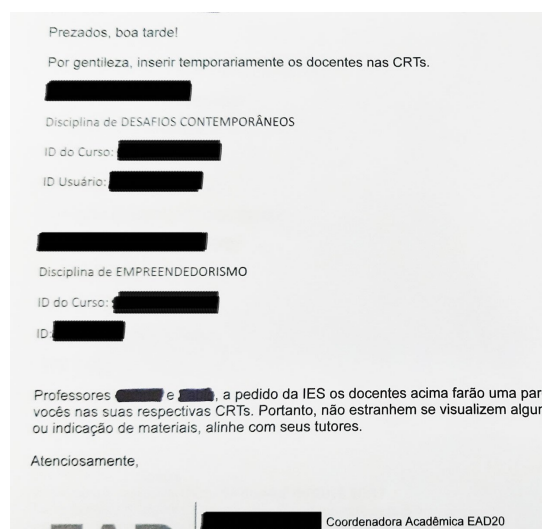 Prezados, boa tarde!
Por gentileza, inserir temporariamente os docentes nas CRTs.
Disciplina de DESAFIOS CONTEMPORÂNEOS
ID do Curso:
ID Usuário:
Disciplina de EMPREENDEDORISMO
ID do Curso:
ID:
Professores e , a pedido da IES os docentes acima farão uma par
vocês nas suas respectivas CRTs. Portanto, não estranhem se visualizem algur
ou indicação de materiais, alinhe com seus tutores.
Atenciosamente,
EAD
Coordenadora Acadêmica EAD20